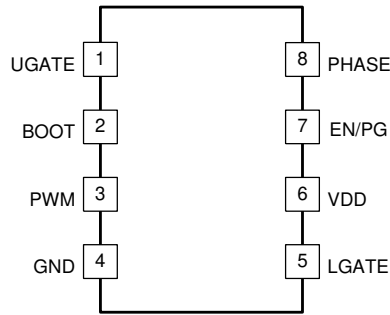 UGATE 1 8 PHASE
BOOT 2 7 EN/PG
PWM 3 6 VDD
GND 4 5 LGATE